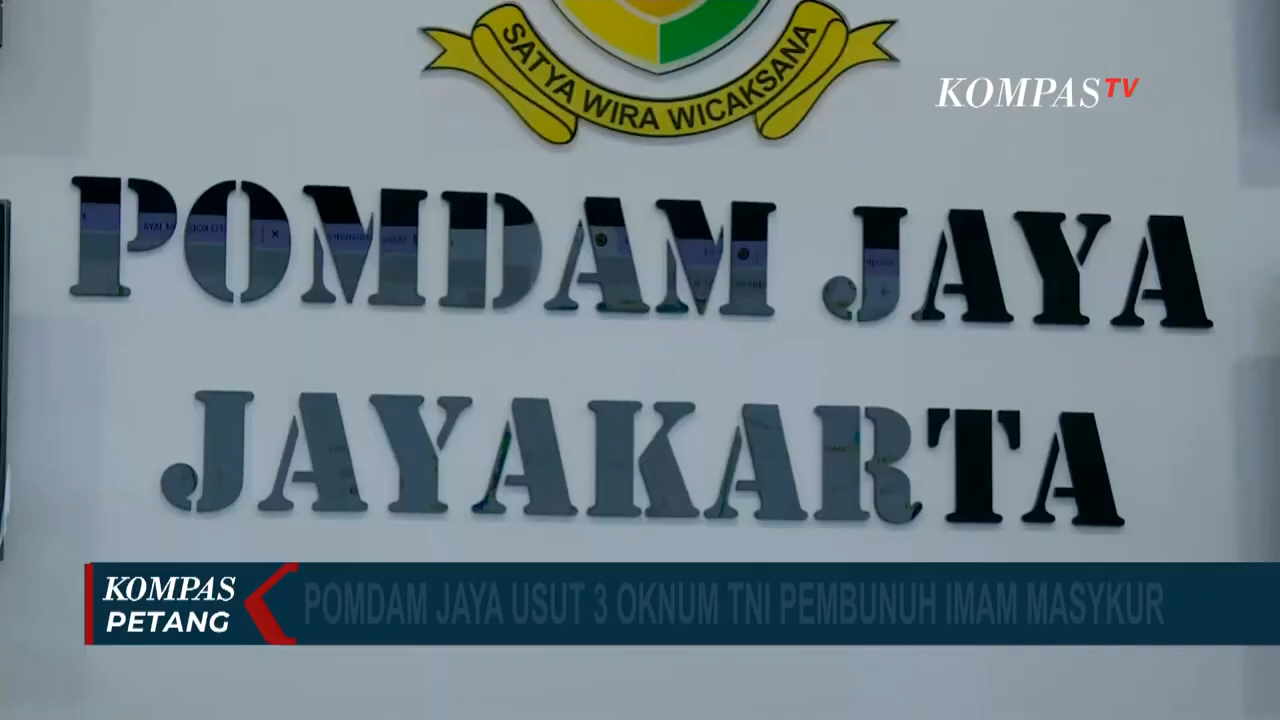 SATYA WIRA WICAKSANA
KOMPASTV
POMDAM JAYA
JAYAKARTA
KOMPAS
PETANG
POMDAM JAYA USUT 3 OKNUM TNI PEMBUNUH IMAM MASYKUR